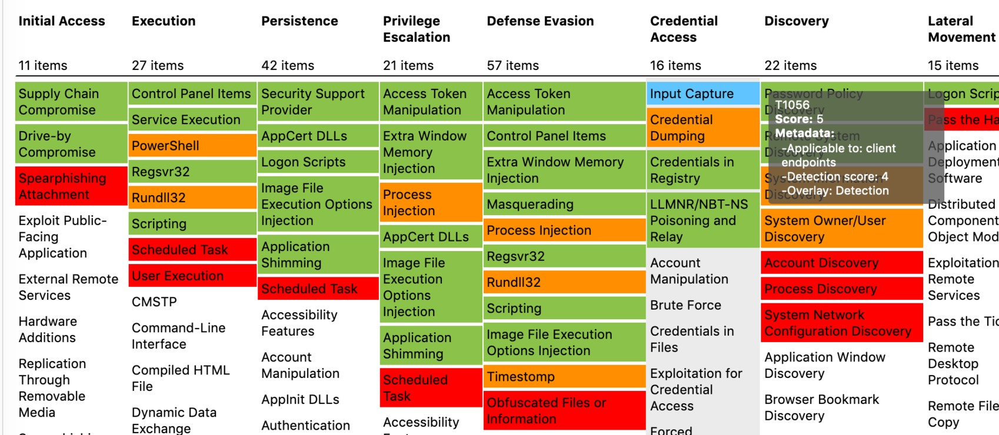 Initial Access
11 items
Supply Chain
Compromise
Drive-by
Compromise
Spearphishing
Attachment
Exploit Public-
Facing
Application
External Remote
Services
Hardware
Additions
Replication
Through
Removable
Media
Execution
27 items
Control Panel Items
Service Execution
PowerShell
Regsvr32
Rundll32
Scripting
Scheduled Task
User Execution
CMSTP
Command-Line
Interface
Compiled HTML
File
Dynamic Data
Exchange
Persistence
42 items
Security Support
Provider
AppCert DLLs
Logon Scripts
Image File
Execution Options
Injection
Application
Shimming
Scheduled Task
Accessibility
Features
Account
Manipulation
AppInit DLLs
Authentication
Privilege
Escalation
21 items
Access Token
Manipulation
Extra Window
Memory
Injection
Process
Injection
AppCert DLLs
Image File
Execution
Options
Injection
Application
Shimming
Scheduled
Task
Accessibility
Defense Evasion
57 items
Access Token
Manipulation
Control Panel Items
Extra Window Memory
Injection
Masquerading
Process Injection
Regsvr32
Rundll32
Scripting
Image File Execution
Options Injection
Timestomp
Obfuscated Files or
Information
Credential
Access
16 items
Input Capture
Credential
Dumping
Credentials in
Registry
LLMNR/NBT-NS
Poisoning and
Relay
Account
Manipulation
Brute Force
Credentials in
Files
Exploitation for
Credential
Access
Forced
Discovery
22 items
Password Policy
Discovery
Remote System
Discovery
System Information
Discovery
T1056
Score: 5
Metadata:
-Applicable to: client
endpoints
-Detection score: 4
-Overlay: Detection
System Owner/User
Discovery
Account Discovery
Process Discovery
System Network
Configuration Discovery
Application Window
Discovery
Browser Bookmark
Discovery
Lateral
Movement
15 items
Logon Scrip
Pass the Ha
Application
Deployment
Software
Distributed
Component
Object Mod
Exploitation
Remote
Services
Pass the Tic
Remote
Desktop
Protocol
Remote File
Copy